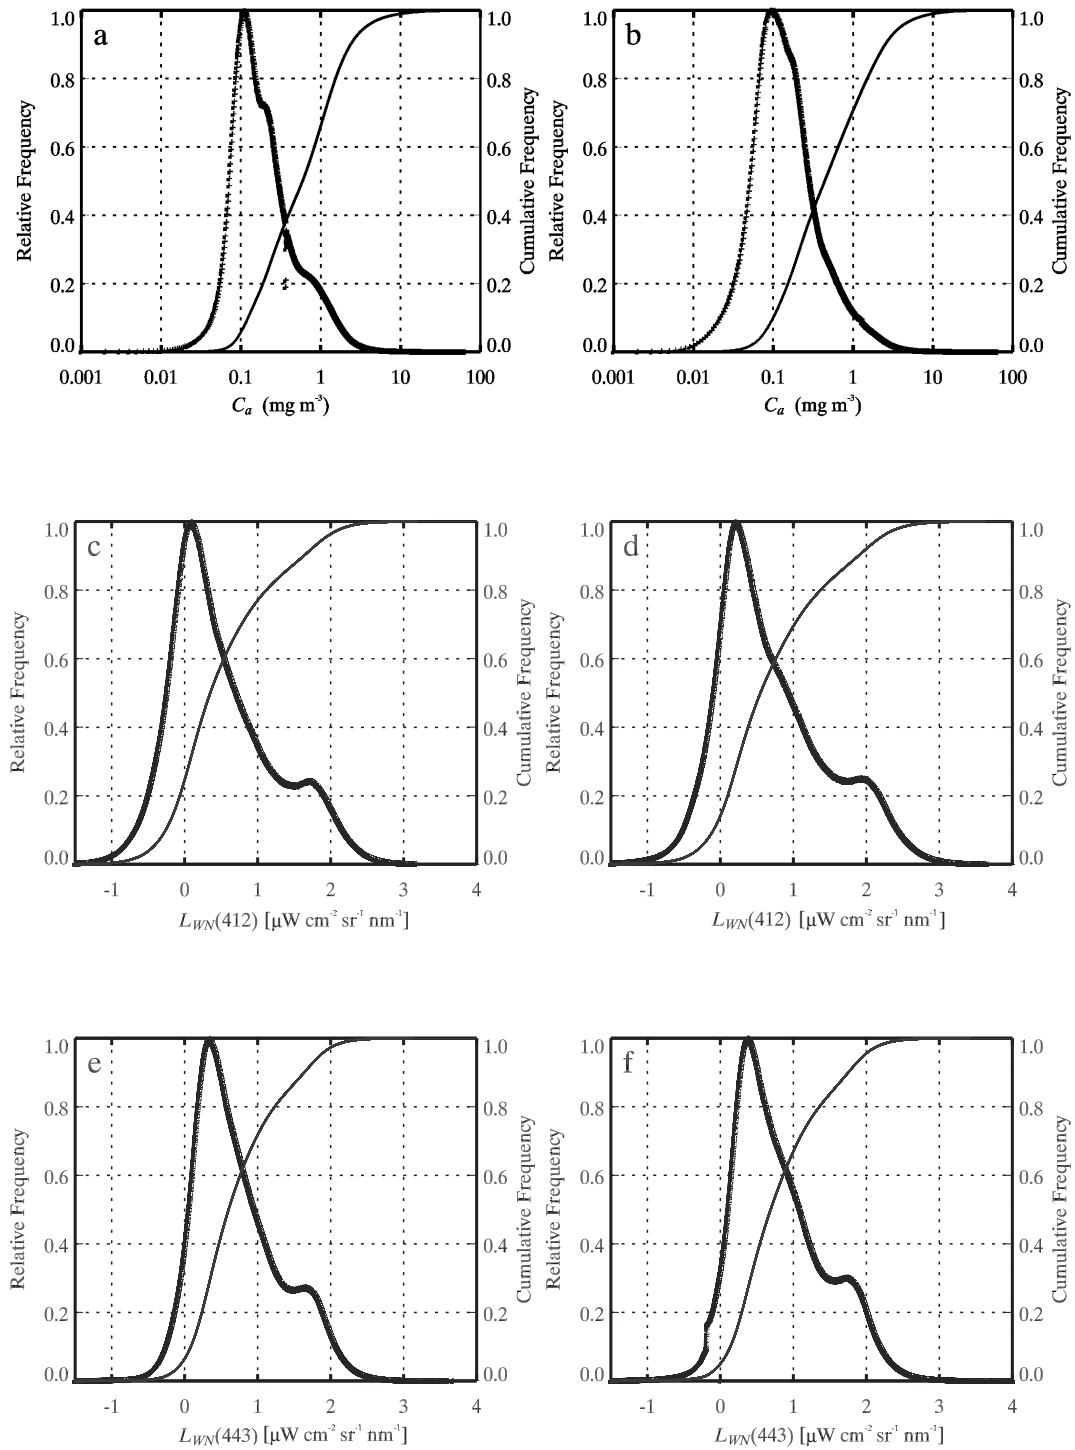 a
1.0
0.8
0.6
0.4
0.2
0.0
Relative Frequency
1.0
0.8
0.6
0.4
0.2
0.0
Cumulative Frequency
0.001 0.01 0.1 1 10 100
Ca (mg m-3)
b
1.0
0.8
0.6
0.4
0.2
0.0
Relative Frequency
1.0
0.8
0.6
0.4
0.2
0.0
Cumulative Frequency
0.001 0.01 0.1 1 10 100
Ca (mg m-3)
c
1.0
0.8
0.6
0.4
0.2
0.0
Relative Frequency
1.0
0.8
0.6
0.4
0.2
0.0
Cumulative Frequency
-1 0 1 2 3 4
LWN(412) [μW cm-2 sr-1 nm-1]
d
1.0
0.8
0.6
0.4
0.2
0.0
Relative Frequency
1.0
0.8
0.6
0.4
0.2
0.0
Cumulative Frequency
-1 0 1 2 3 4
LWN(412) [μW cm-2 sr-1 nm-1]
e
1.0
0.8
0.6
0.4
0.2
0.0
Relative Frequency
1.0
0.8
0.6
0.4
0.2
0.0
Cumulative Frequency
-1 0 1 2 3 4
LWN(443) [μW cm-2 sr-1 nm-1]
f
1.0
0.8
0.6
0.4
0.2
0.0
Relative Frequency
1.0
0.8
0.6
0.4
0.2
0.0
Cumulative Frequency
-1 0 1 2 3 4
LWN(443) [μW cm-2 sr-1 nm-1]